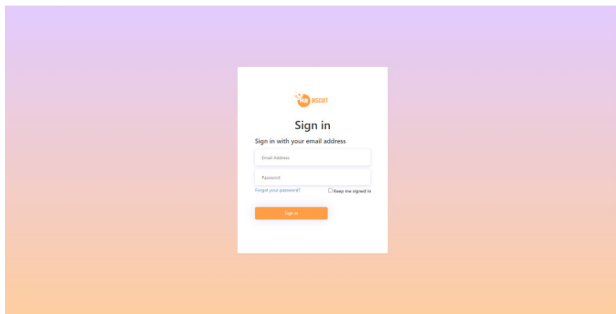 BISCUIT
Sign in
Sign in with your email address
Email Address
Password
Forgot your password?
Keep me signed in
Sign in